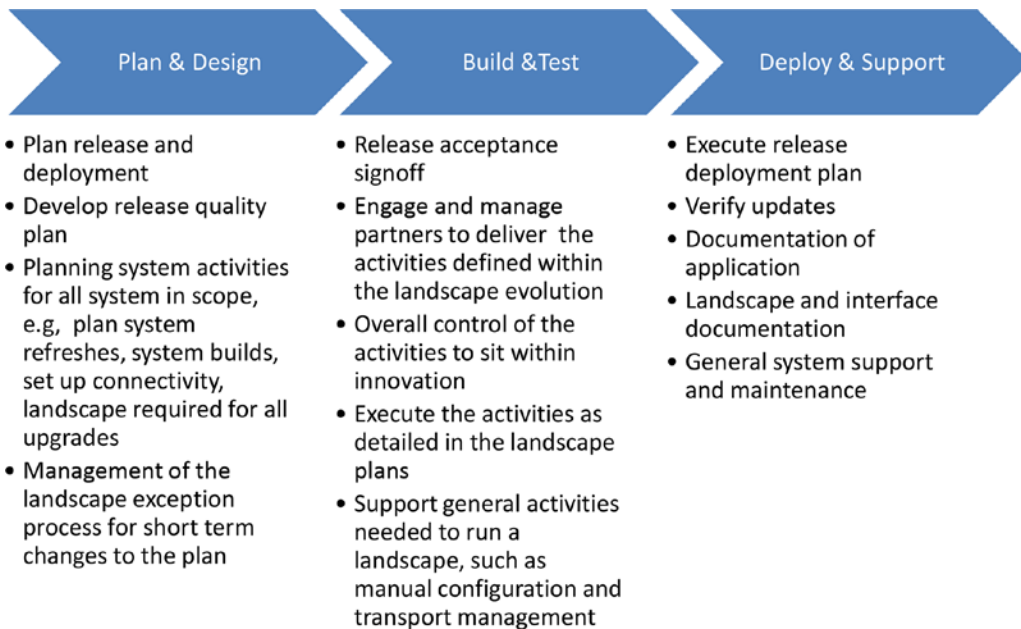 Plan & Design
Build &Test
Deploy & Support
• Plan release and
deployment
• Develop release quality
plan
• Planning system activities
for all system in scope,
e.g, plan system
refreshes, system builds,
set up connectivity,
landscape required for all
upgrades
• Management of the
landscape exception
process for short term
changes to the plan
• Release acceptance
signoff
• Engage and manage
partners to deliver the
activities defined within
the landscape evolution
• Overall control of the
activities to sit within
innovation
• Execute the activities as
detailed in the landscape
plans
• Support general activities
needed to run a
landscape, such as
manual configuration and
transport management
• Execute release
deployment plan
• Verify updates
• Documentation of
application
• Landscape and interface
documentation
• General system support
and maintenance